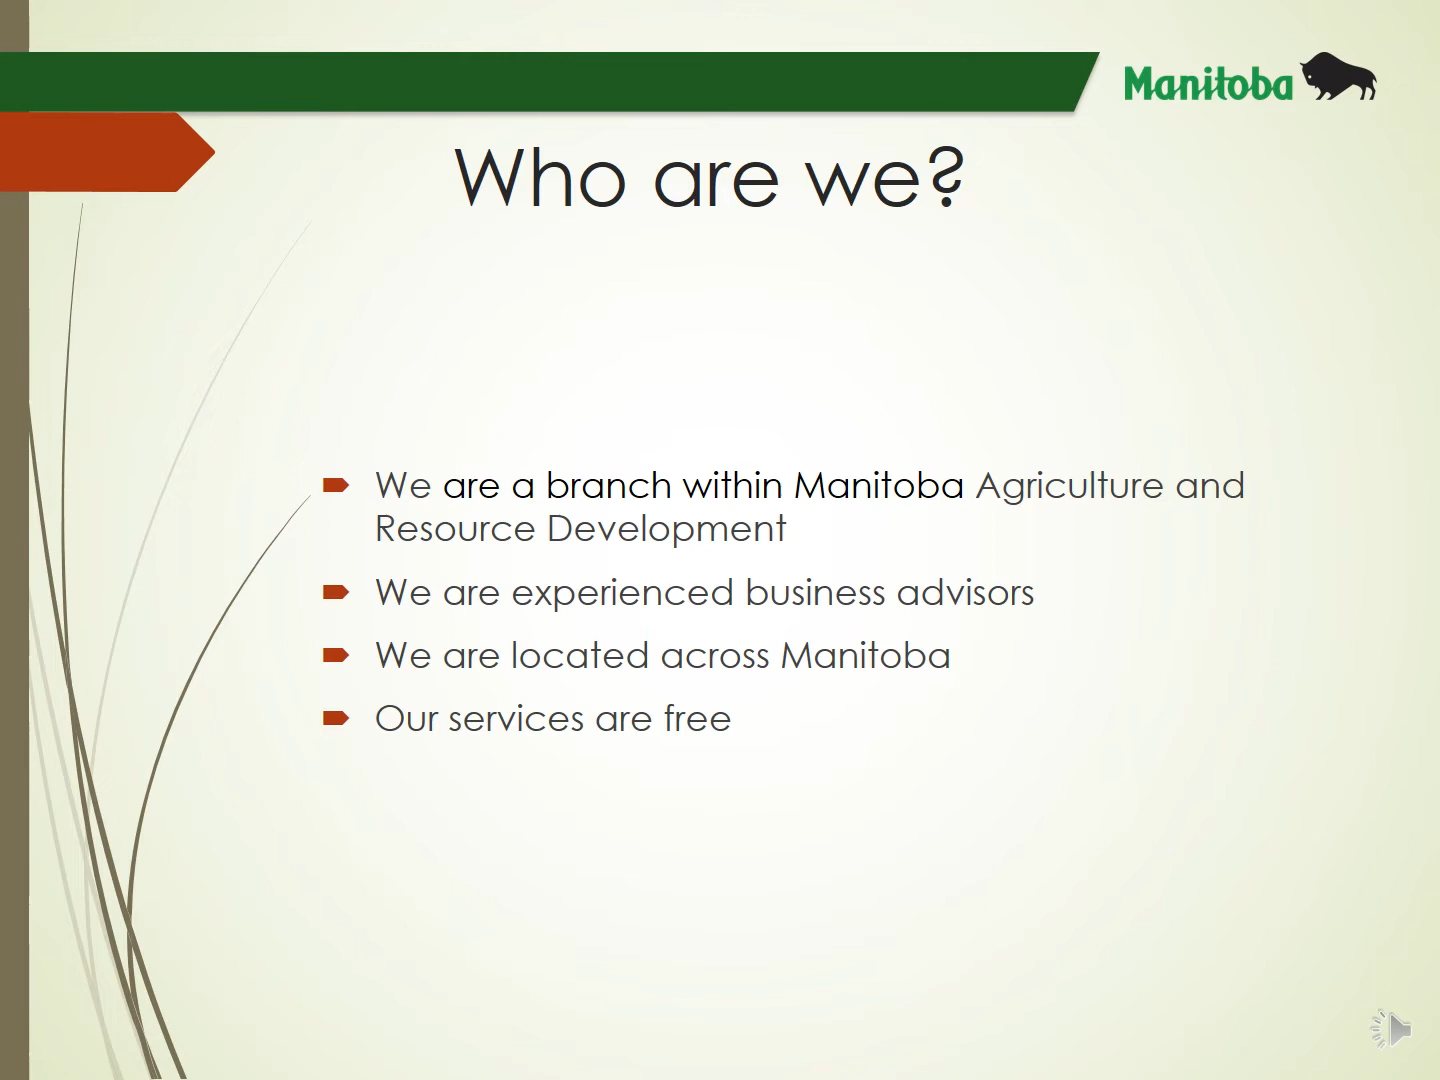 Manitoba
Who are we?
We are a branch within Manitoba Agriculture and
Resource Development
We are experienced business advisors
We are located across Manitoba
Our services are free